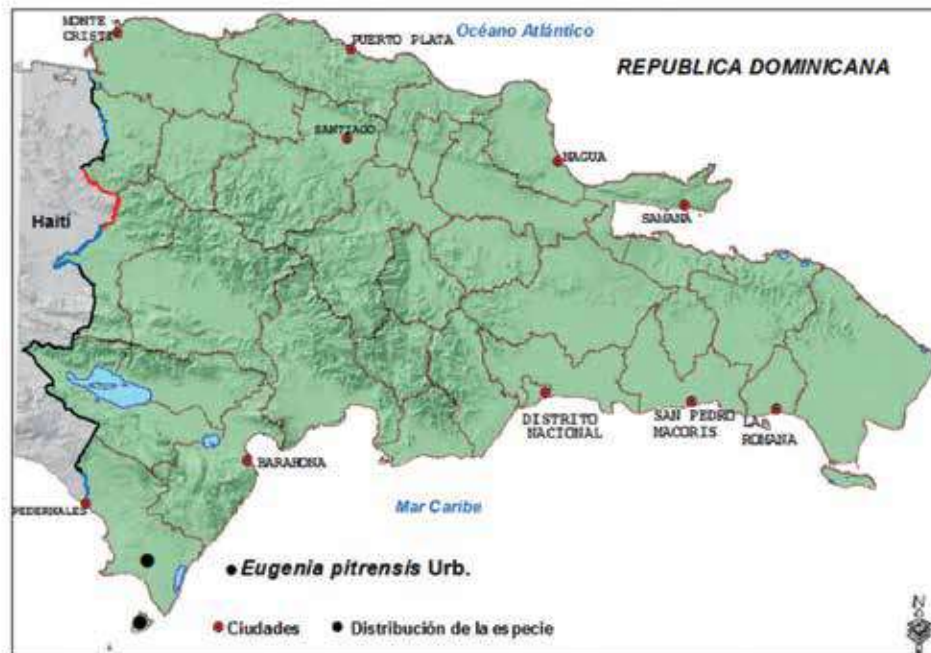 MONTE
CRISTI
Océano Atlántico
PUERTO PLATA
REPUBLICA DOMINICANA
SANTIAGO
NAGUA
Haití
SAMANA
DISTRITO
NACIONAL
SAN PEDRO
MACORIS
LA
ROMANA
BARAHONA
PEDERNALES
Mar Caribe
Eugenia pitrensis Urb.
Ciudades
Distribución de la especie
N